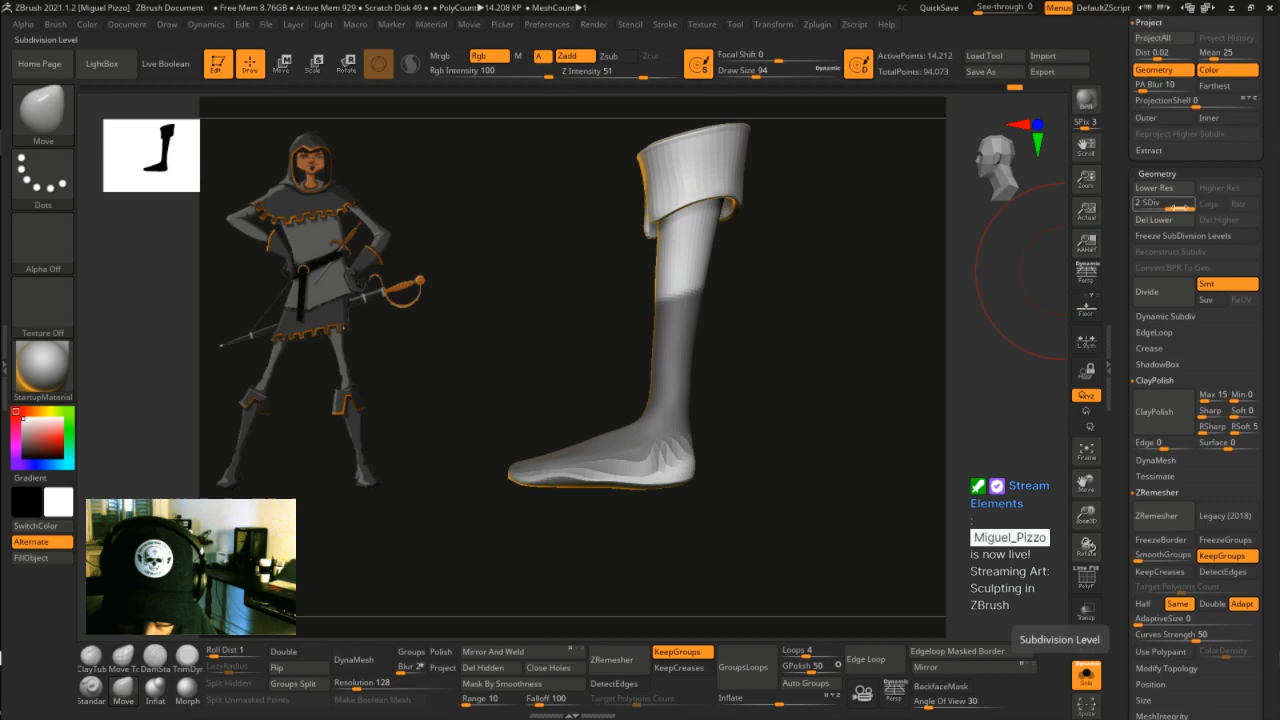 ZBrush 2021.1.2 [Miguel Pizzo] ZBrush Document • Free Mem 8.76GB • Active Mem 929 • Scratch Disk 49 • PolyCount▶14.208 KP • MeshCount▶1
AC QuickSave See-through 0 Menus DefaultZScript
Alpha Brush Color Document Draw Dynamics Edit File Layer Light Macro Marker Material Movie Picker Preferences Render Stencil Stroke Texture Tool Transform Zplugin Zscript Help
Subdivision Level
Home Page LightBox Live Boolean Edit Draw Move Scale Rotate
Mrgb Rgb M A Zadd Zsub Zcut
Rgb Intensity 100 Z Intensity 51
Focal Shift 0
Draw Size 94 Dynamic
ActivePoints: 14,212
TotalPoints: 94,073
Load Tool Import
Save As Export
Move
Dots
Alpha Off
Texture Off
StartupMaterial
Gradient
SwitchColor
Alternate
FillObject
BPR
SPix 3
Scroll
Zoom
Actual
AAHalf
Dynamic
Persp
Floor
L.Sym
XYZ
Frame
Move
Zoom3D
Rotate
Line Fill
PolyF
Transp
Dynamic
Solo
Xpose
Stream
Elements
:
Miguel_Pizzo
is now live!
Streaming Art:
Sculpting in
ZBrush
Subdivision Level
Project
ProjectAll Project History
Dist 0.02 Mean 25
Geometry Color
PA Blur 10 Farthest
ProjectionShell 0
Outer Inner
Reproject Higher Subdiv
Extract
Geometry
Lower Res Higher Res
2 SDiv Cage Rstr
Del Lower Del Higher
Freeze SubDivision Levels
Reconstruct Subdiv
Convert BPR To Geo
Divide Smt
Suv ReUV
Dynamic Subdiv
EdgeLoop
Crease
ShadowBox
ClayPolish
ClayPolish Max 15 Min 0
Sharp Soft 0
RSharp RSoft 5
Edge 0 Surface 0
DynaMesh
Tessimate
ZRemesher
ZRemesher Legacy (2018)
FreezeBorder FreezeGroups
SmoothGroups KeepGroups
KeepCreases DetectEdges
Target Polygons Count
Half Same Double Adapt
AdaptiveSize 0
Curves Strength 50
Use Polypaint ColorDensity
Modify Topology
Position
Size
MeshIntegrity
ClayTub Move To DamSta TrimDyr
Standar Move Inflat Morph
Roll Dist 1 Double
LazyRadius Flip
Split Hidden Groups Split
Split Unmasked Points
DynaMesh
Resolution 128
Make Boolean Mesh
Groups Polish
Blur 2 Project
Mirror And Weld
Del Hidden Close Holes
Mask By Smoothness
Range 10 Falloff 100
ZRemesher KeepGroups
KeepCreases
DetectEdges
Target Polygons Count
GroupsLoops
Loops 4
GPolish 50
Auto Groups
Inflate
Edge Loop
Persp
Edgeloop Masked Border
Mirror
BackfaceMask
Angle Of View 30